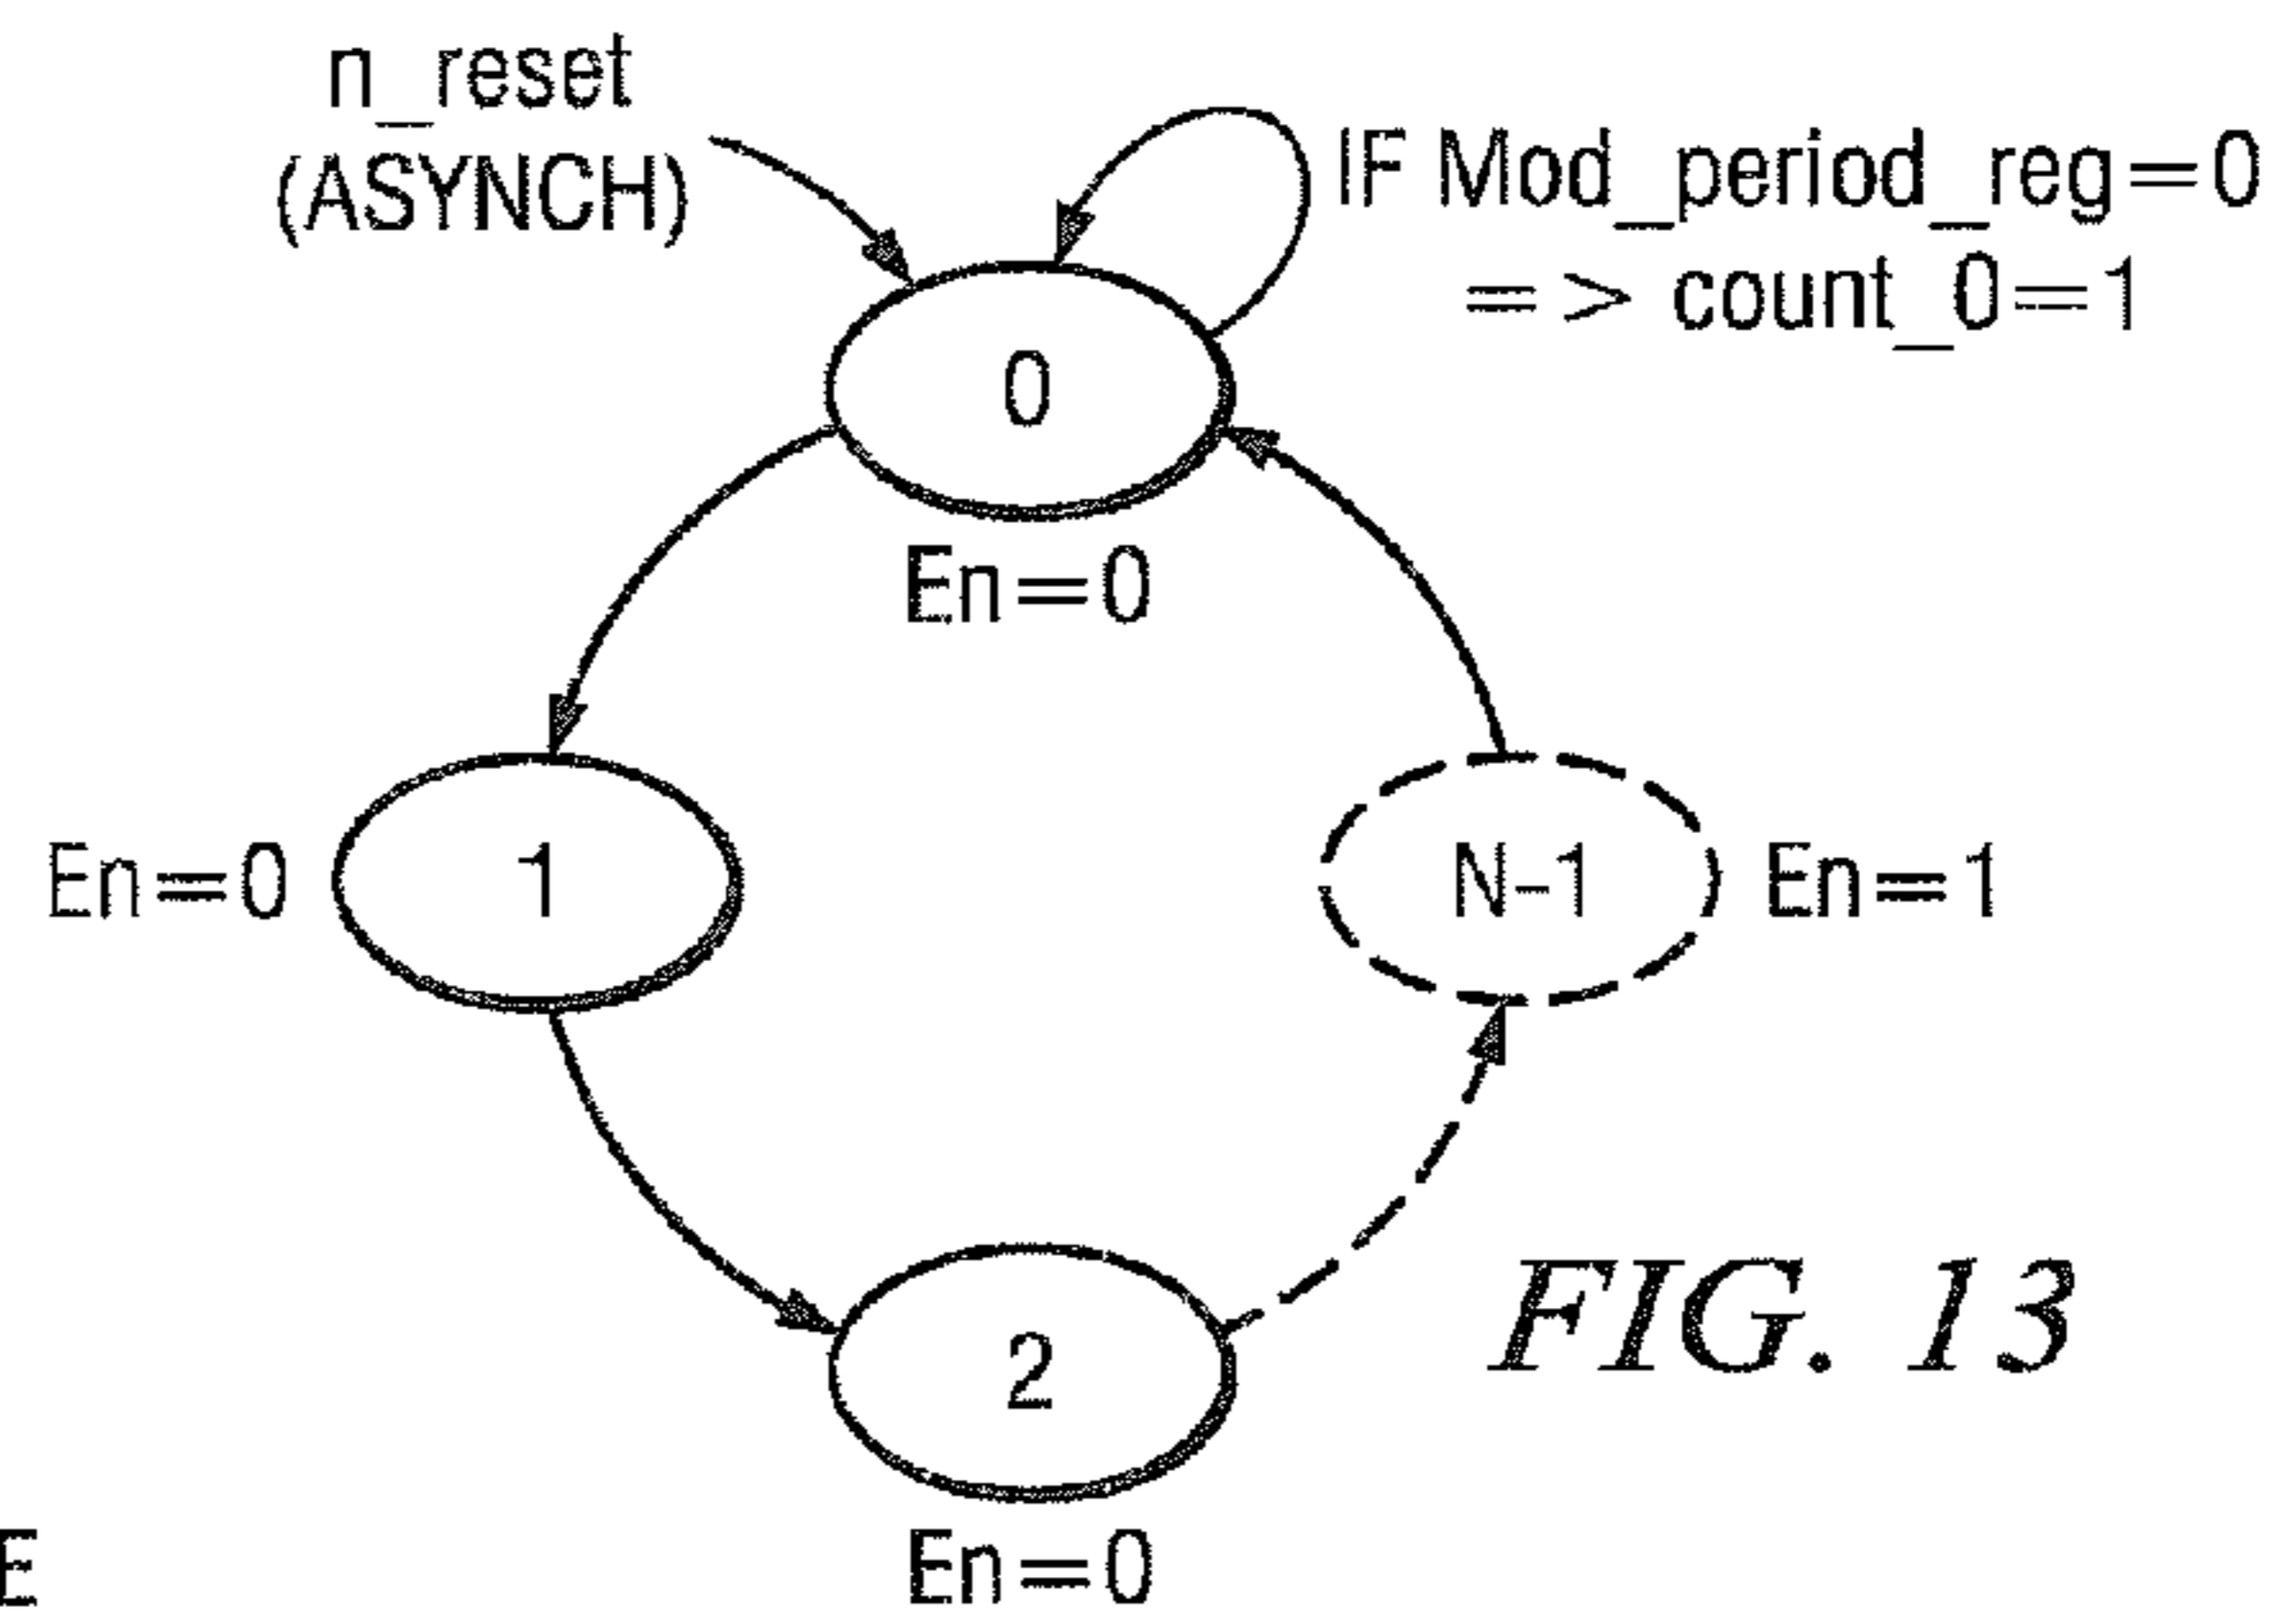 n_reset
(ASYNCH)
IF Mod_period_reg=0
=> count_0=1
0
En=0
En=0
1
N-1
En=1
2
FIG. 13
En=0
E